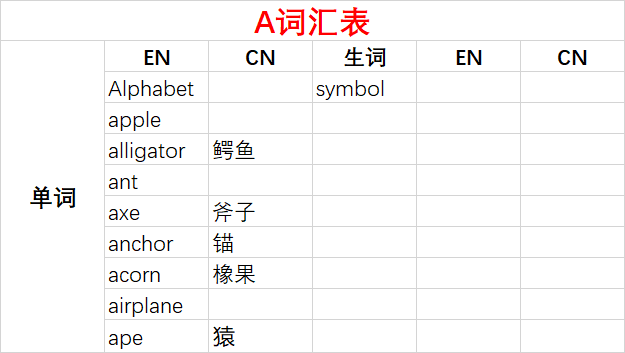 A词汇表
EN CN 生词 EN CN
Alphabet symbol
apple
alligator 鳄鱼
ant
单词
axe 斧子
anchor 锚
acorn 橡果
airplane
ape 猿